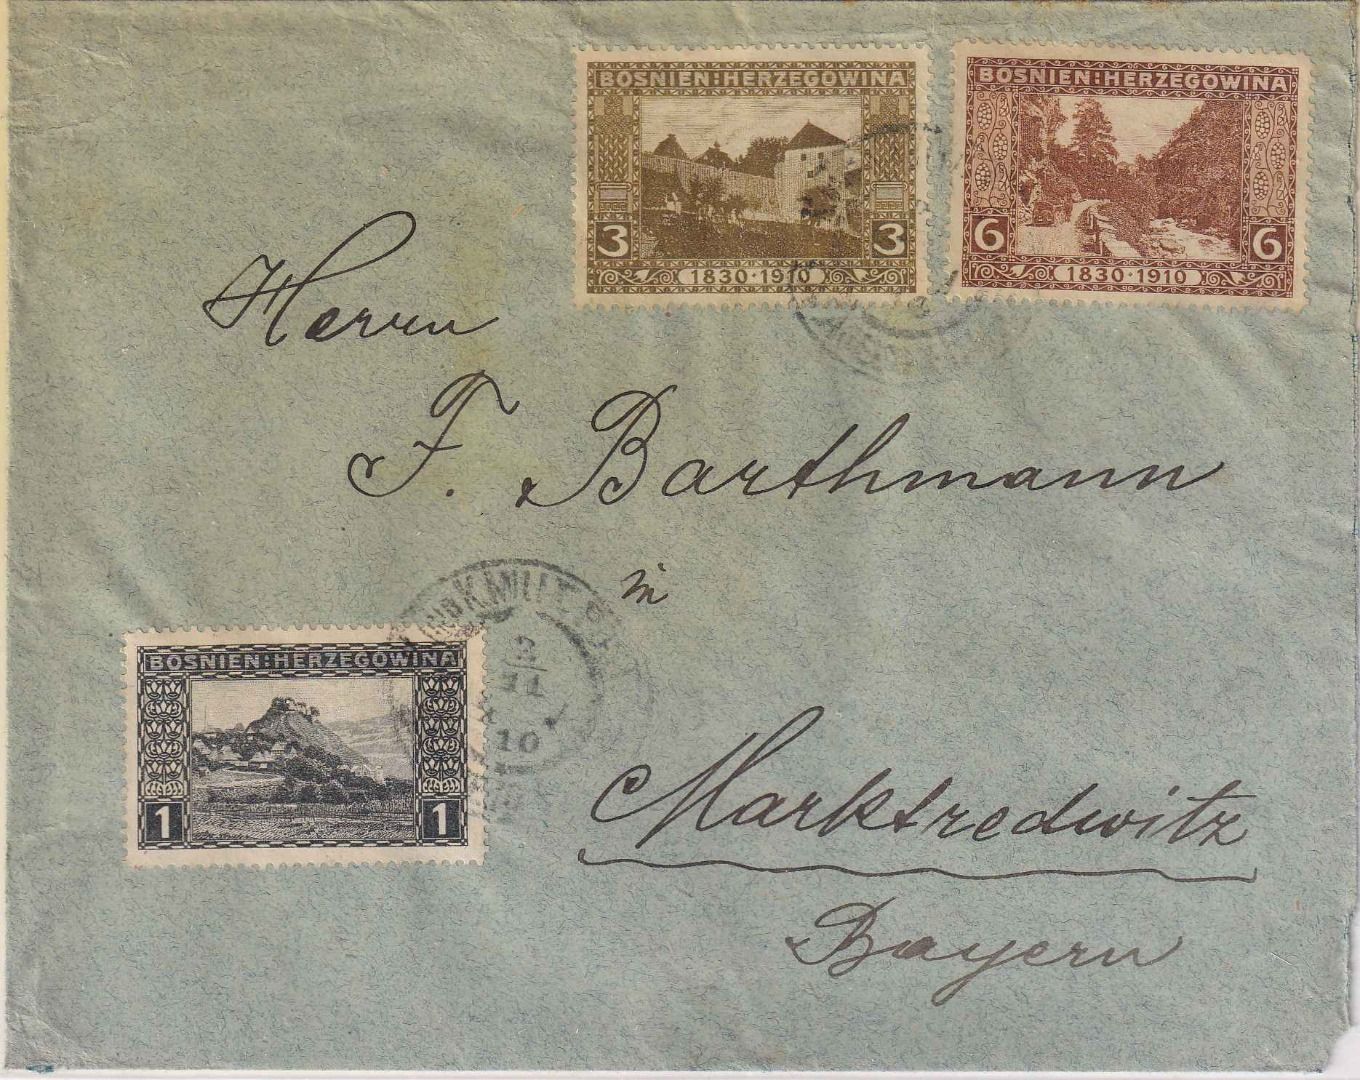 BOSNIEN:HERZEGOWINA
3 3
1830·1910
BOSNIEN:HERZEGOWINA
6 6
1830·1910
Herrn
F. Barthmann
in
BOSNIEN:HERZEGOWINA
1 1
10
Marktredwitz
Bayern